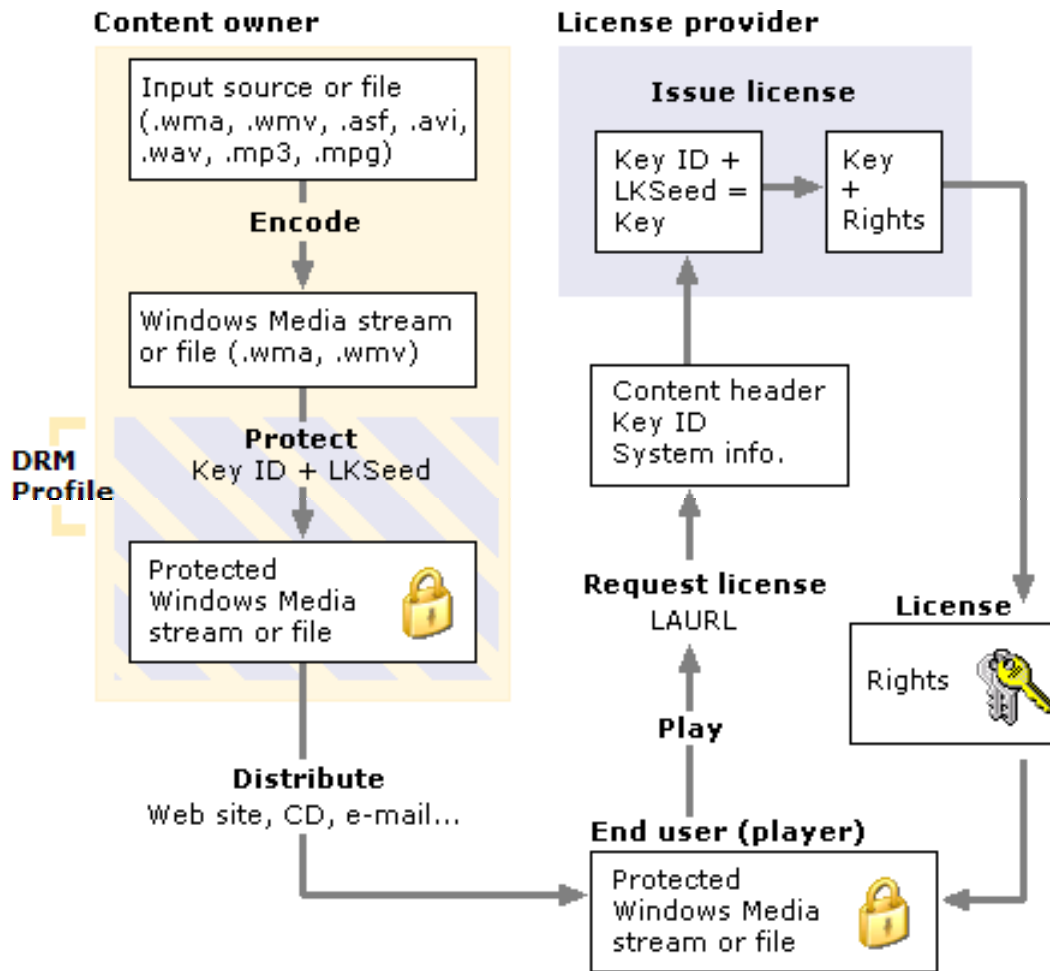 Content owner
Input source or file
(.wma, .wmv, .asf, .avi,
.wav, .mp3, .mpg)
Encode
Windows Media stream
or file (.wma, .wmv)
DRM
Profile
Protect
Key ID + LKSeed
Protected
Windows Media
stream or file
Distribute
Web site, CD, e-mail...
License provider
Issue license
Key ID +
LKSeed =
Key
Key
+
Rights
Content header
Key ID
System info.
Request license
LAURL
Play
License
Rights
End user (player)
Protected
Windows Media
stream or file